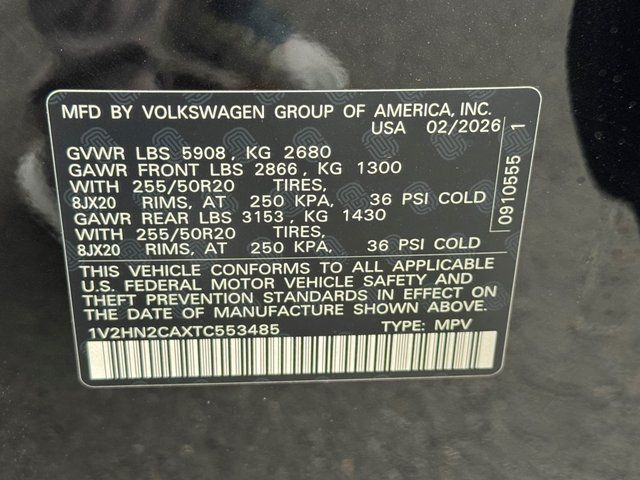 MFD BY VOLKSWAGEN GROUP OF AMERICA, INC.
USA 02/2026
GVWR LBS 5908, KG 2680
GAWR FRONT LBS 2866, KG 1300
WITH 255/50R20 TIRES,
8JX20 RIMS, AT 250 KPA, 36 PSI COLD
GAWR REAR LBS 3153, KG 1430
WITH 255/50R20 TIRES,
8JX20 RIMS, AT 250 KPA, 36 PSI COLD
THIS VEHICLE CONFORMS TO ALL APPLICABLE
U.S. FEDERAL MOTOR VEHICLE SAFETY AND
THEFT PREVENTION STANDARDS IN EFFECT ON
THE DATE OF MANUFACTURE SHOWN ABOVE.
1V2HN2CAXTC553485 TYPE: MPV
0910555 1